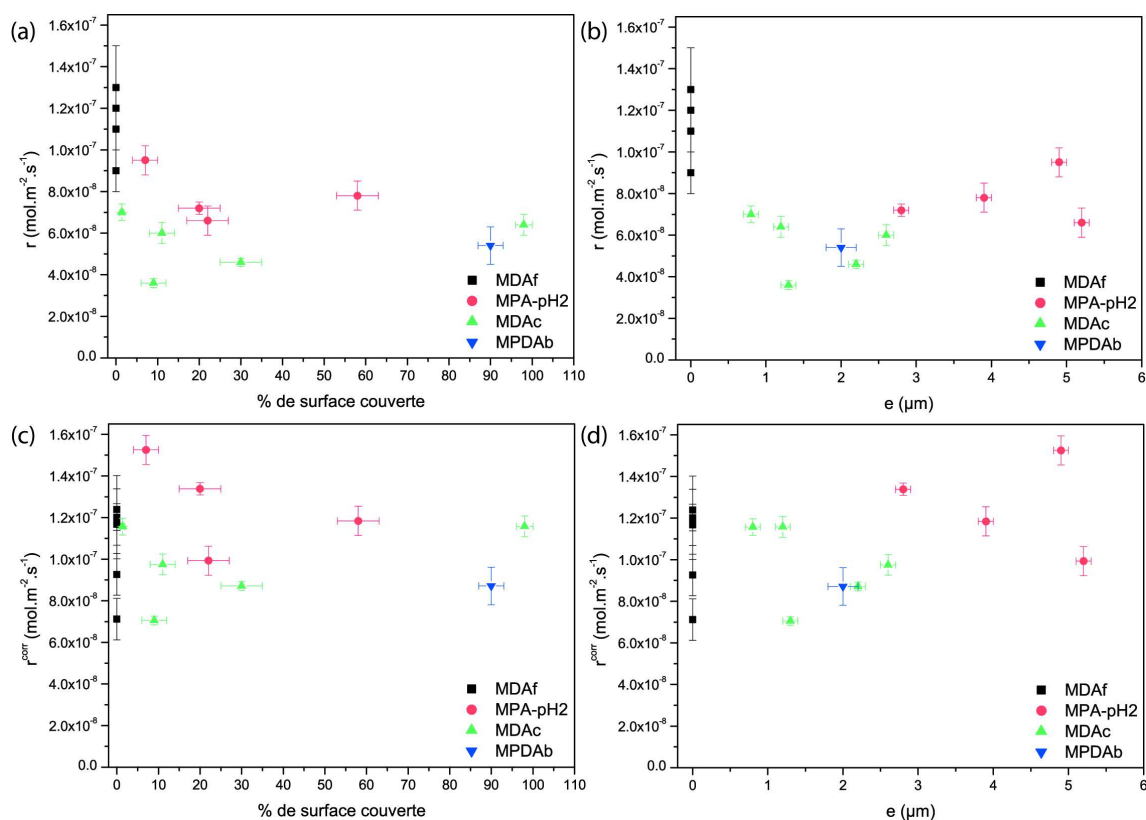 (a)
1.6x10⁻⁷
1.4x10⁻⁷
1.2x10⁻⁷
1.0x10⁻⁷
8.0x10⁻⁸
6.0x10⁻⁸
4.0x10⁻⁸
2.0x10⁻⁸
0.0
r (mol.m⁻².s⁻¹)
MDAf
MPA-pH2
MDAc
MPDAb
0 10 20 30 40 50 60 70 80 90 100 110
% de surface couverte
(b)
1.6x10⁻⁷
1.4x10⁻⁷
1.2x10⁻⁷
1.0x10⁻⁷
8.0x10⁻⁸
6.0x10⁻⁸
4.0x10⁻⁸
2.0x10⁻⁸
0.0
r (mol.m⁻².s⁻¹)
MDAf
MPA-pH2
MDAc
MPDAb
0 1 2 3 4 5 6
e (µm)
(c)
1.6x10⁻⁷
1.4x10⁻⁷
1.2x10⁻⁷
1.0x10⁻⁷
8.0x10⁻⁸
6.0x10⁻⁸
4.0x10⁻⁸
2.0x10⁻⁸
0.0
rᶜᵒʳʳ (mol.m⁻².s⁻¹)
MDAf
MPA-pH2
MDAc
MPDAb
0 10 20 30 40 50 60 70 80 90 100 110
% de surface couverte
(d)
1.6x10⁻⁷
1.4x10⁻⁷
1.2x10⁻⁷
1.0x10⁻⁷
8.0x10⁻⁸
6.0x10⁻⁸
4.0x10⁻⁸
2.0x10⁻⁸
0.0
rᶜᵒʳʳ (mol.m⁻².s⁻¹)
MDAf
MPA-pH2
MDAc
MPDAb
0 1 2 3 4 5 6
e (µm)